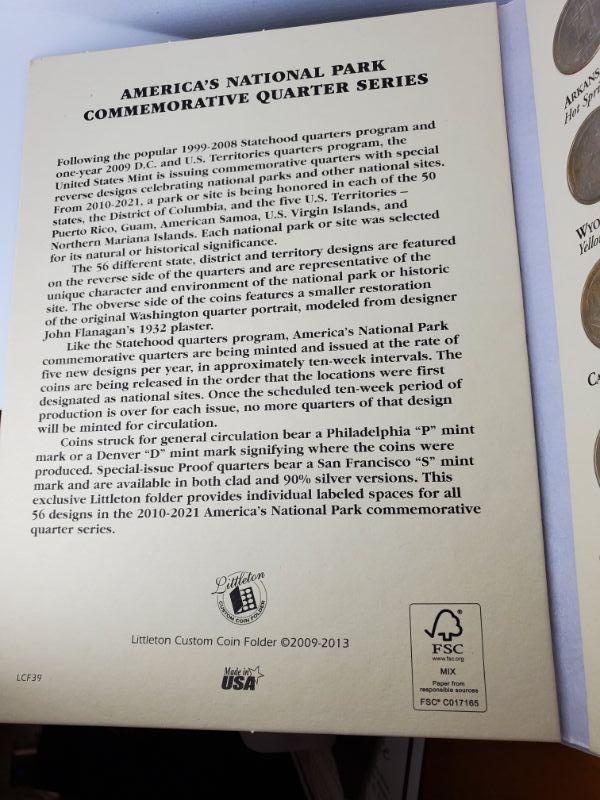 AMERICA'S NATIONAL PARK
COMMEMORATIVE QUARTER SERIES
Following the popular 1999-2008 Statehood quarters program and
one-year 2009 D.C. and U.S. Territories quarters program, the
United States Mint is issuing commemorative quarters with special
reverse designs celebrating national parks and other national sites.
From 2010-2021, a park or site is being honored in each of the 50
states, the District of Columbia, and the five U.S. Territories –
Puerto Rico, Guam, American Samoa, U.S. Virgin Islands, and
Northern Mariana Islands. Each national park or site was selected
for its natural or historical significance.
The 56 different state, district and territory designs are featured
on the reverse side of the quarters and are representative of the
unique character and environment of the national park or historic
site. The obverse side of the coins features a smaller restoration
of the original Washington quarter portrait, modeled from designer
John Flanagan's 1932 plaster.
Like the Statehood quarters program, America's National Park
commemorative quarters are being minted and issued at the rate of
five new designs per year, in approximately ten-week intervals. The
coins are being released in the order that the locations were first
designated as national sites. Once the scheduled ten-week period of
production is over for each issue, no more quarters of that design
will be minted for circulation.
Coins struck for general circulation bear a Philadelphia "P" mint
mark or a Denver "D" mint mark signifying where the coins were
produced. Special-issue Proof quarters bear a San Francisco "S" mint
mark and are available in both clad and 90% silver versions. This
exclusive Littleton folder provides individual labeled spaces for all
56 designs in the 2010-2021 America's National Park commemorative
quarter series.
Littleton
CUSTOM COIN FOLDER
Littleton Custom Coin Folder ©2009-2013
LCF39
Made in
USA
FSC
www.fsc.org
MIX
Paper from
responsible sources
FSC® C017165
ARKANS
Hot Spri
WYO
Yellow
CA